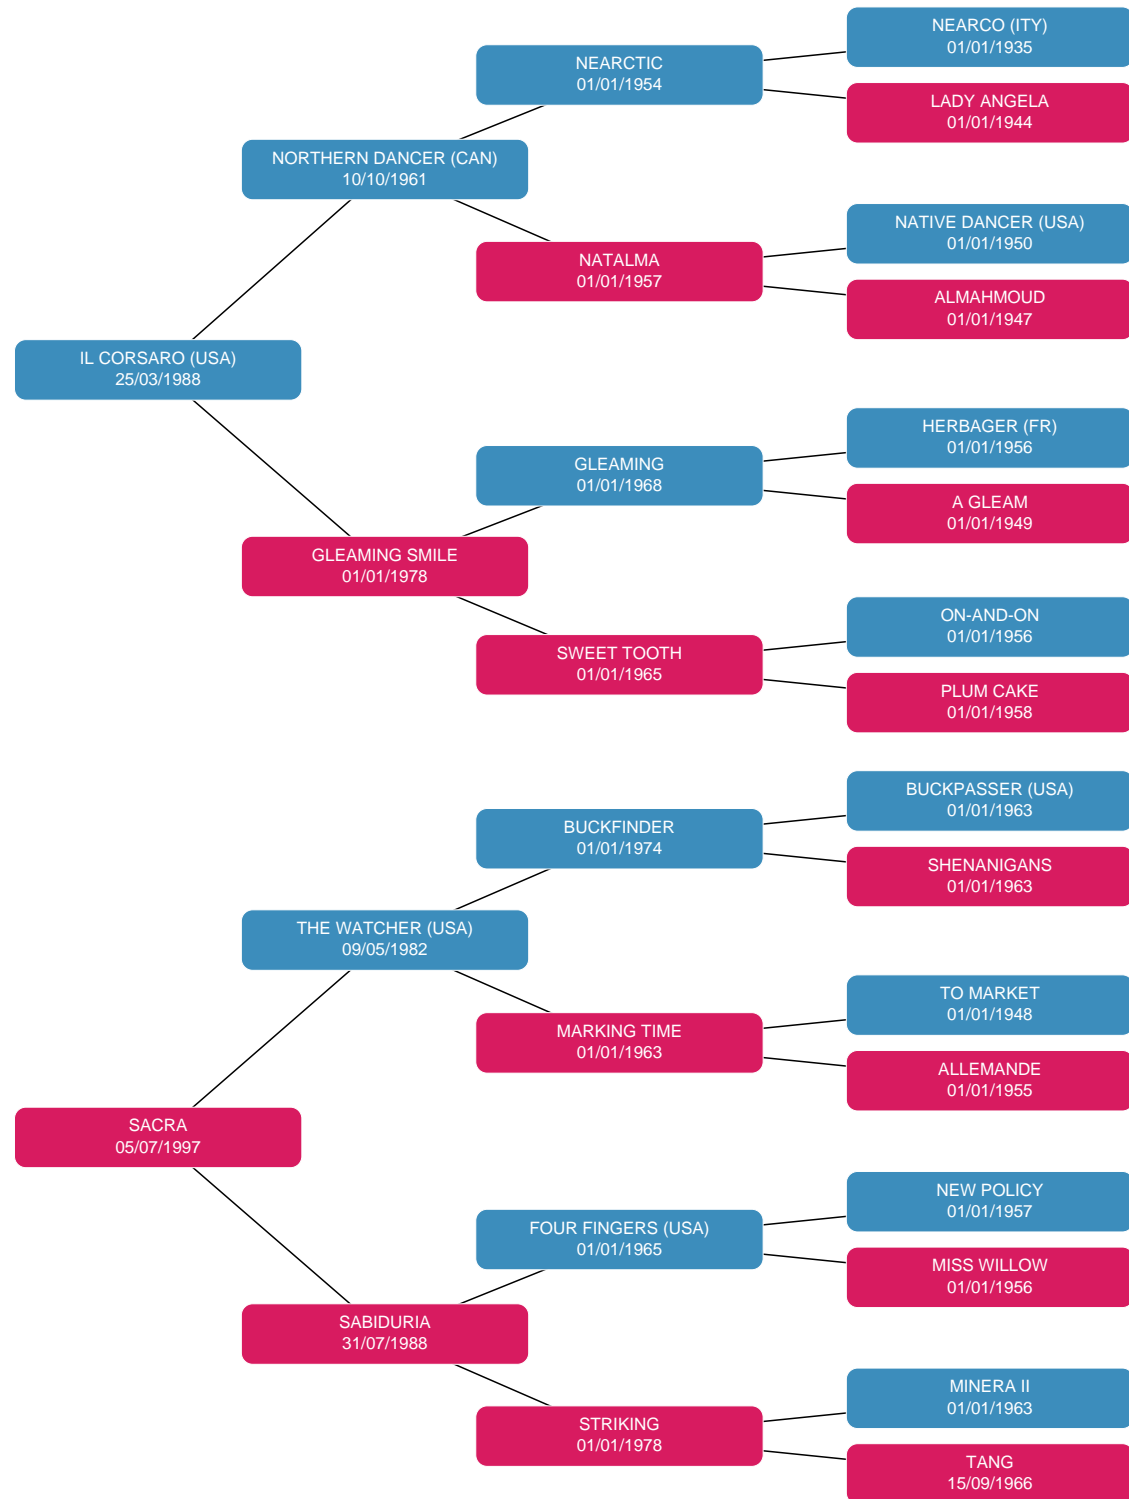 NEARCO (ITY)
01/01/1935
NEARCTIC
01/01/1954
LADY ANGELA
01/01/1944
NORTHERN DANCER (CAN)
10/10/1961
NATIVE DANCER (USA)
01/01/1950
NATALMA
01/01/1957
ALMAHMOUD
01/01/1947
IL CORSARO (USA)
25/03/1988
HERBAGER (FR)
01/01/1956
GLEAMING
01/01/1968
A GLEAM
01/01/1949
GLEAMING SMILE
01/01/1978
ON-AND-ON
01/01/1956
SWEET TOOTH
01/01/1965
PLUM CAKE
01/01/1958
BUCKPASSER (USA)
01/01/1963
BUCKFINDER
01/01/1974
SHENANIGANS
01/01/1963
THE WATCHER (USA)
09/05/1982
TO MARKET
01/01/1948
MARKING TIME
01/01/1963
ALLEMANDE
01/01/1955
SACRA
05/07/1997
NEW POLICY
01/01/1957
FOUR FINGERS (USA)
01/01/1965
MISS WILLOW
01/01/1956
SABIDURIA
31/07/1988
MINERA II
01/01/1963
STRIKING
01/01/1978
TANG
15/09/1966